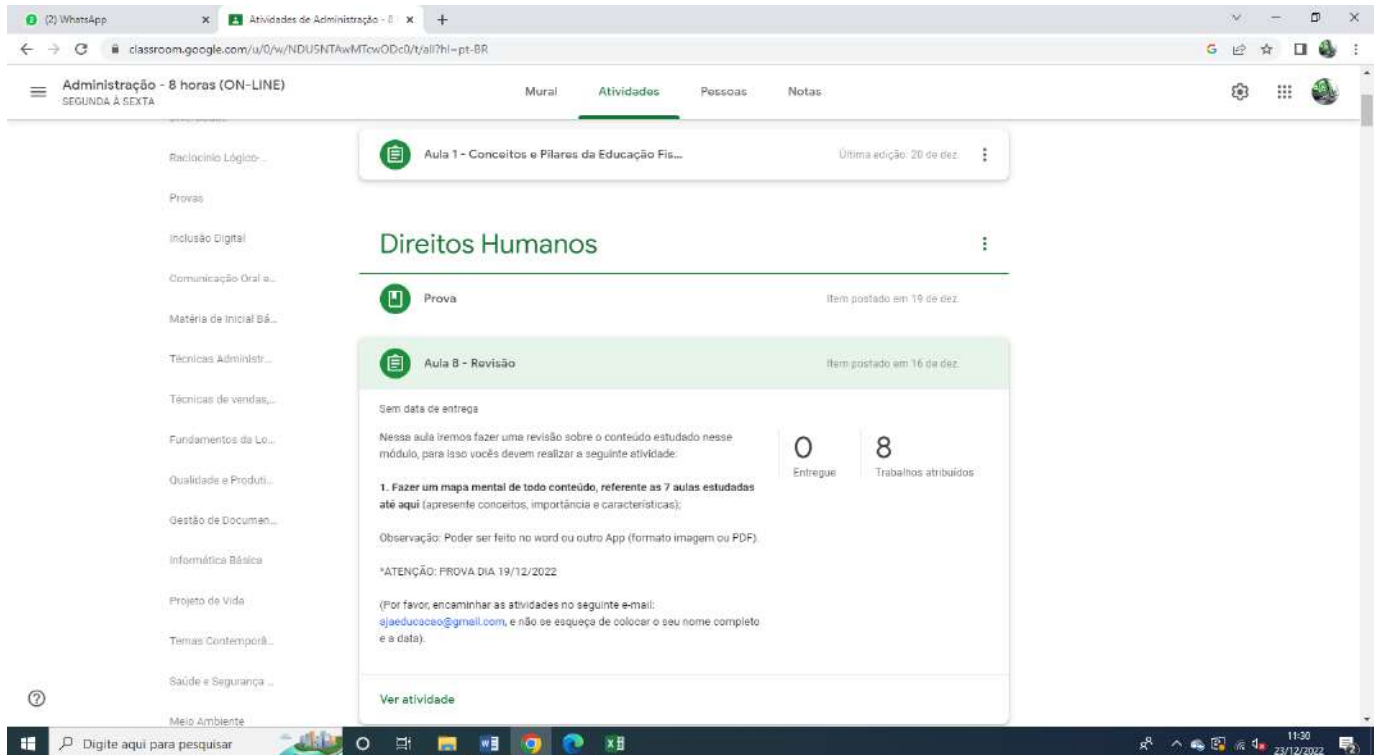 (2) WhatsApp
Atividades de Administração - 8
classroom.google.com/u/0/w/NDU5NTAwMTcwODc0/t/all?hl=pt-BR
Administração - 8 horas (ON-LINE)
SEGUNDA À SEXTA
Mural
Atividades
Pessoas
Notas
Raciocínio Lógico-...
Provas
Inclusão Digital
Comunicação Oral e...
Matéria de Inicial Bá...
Técnicas Administr...
Técnicas de vendas,...
Fundamentos da Lo...
Qualidade e Produti...
Gestão de Documen...
Informática Básica
Projeto de Vida
Temas Contemporâ...
Saúde e Segurança ...
Meio Ambiente
Aula 1 - Conceitos e Pilares da Educação Fis...
Última edição: 20 de dez.
Direitos Humanos
Prova
Item postado em 19 de dez.
Aula 8 - Revisão
Item postado em 16 de dez.
Sem data de entrega
Nessa aula iremos fazer uma revisão sobre o conteúdo estudado nesse
módulo, para isso vocês devem realizar a seguinte atividade:
1. Fazer um mapa mental de todo conteúdo, referente as 7 aulas estudadas
até aqui (apresente conceitos, importância e características);
Observação: Poder ser feito no word ou outro App (formato imagem ou PDF).
*ATENÇÃO: PROVA DIA 19/12/2022
(Por favor, encaminhar as atividades no seguinte e-mail:
ejaeducacao@gmail.com, e não se esqueça de colocar o seu nome completo
e a data).
0
Entregue
8
Trabalhos atribuídos
Ver atividade
Digite aqui para pesquisar
11:30
23/12/2022